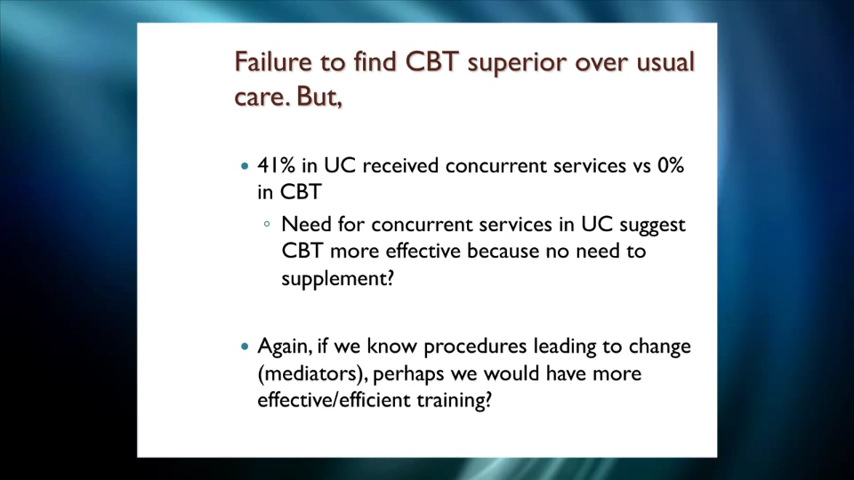 Failure to find CBT superior over usual
care. But,
• 41% in UC received concurrent services vs 0%
in CBT
◦ Need for concurrent services in UC suggest
CBT more effective because no need to
supplement?
• Again, if we know procedures leading to change
(mediators), perhaps we would have more
effective/efficient training?